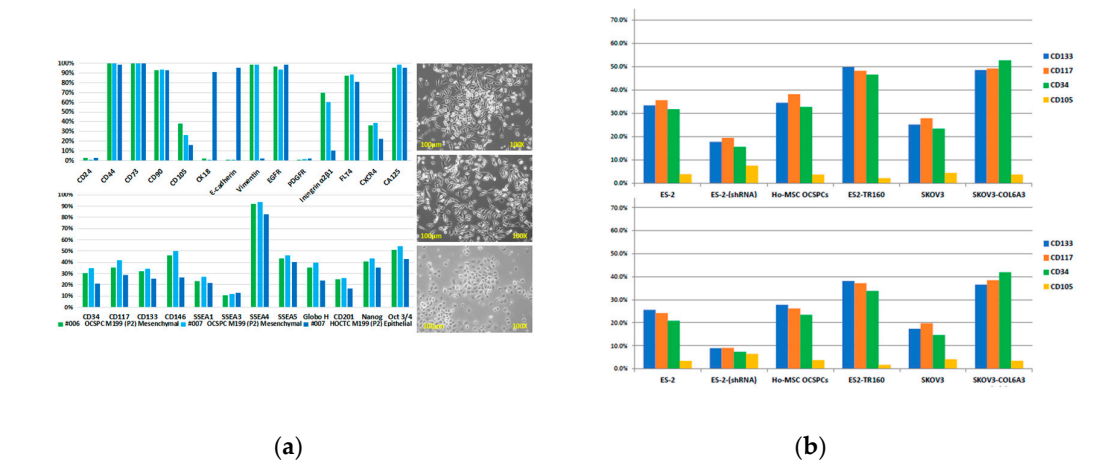 100%
90%
80%
70%
60%
50%
40%
30%
20%
10%
0%
CD24
CD44
CD73
CD90
CD105
CK18
E-cadherin
Vimentin
EGFR
PDGFR
Inegrin α2β1
FLT4
CXCR4
CA125
100%
90%
80%
70%
60%
50%
40%
30%
20%
10%
0%
CD34 CD117 CD133 CD146 SSEA1 SSEA3 SSEA4 SSEA5 Globo H CD201 Nanog Oct 3/4
#006 OCSPC M199 (P2) Mesenchymal #007 OCSPC M199 (P2) Mesenchymal #007 HOCTC M199 (P2) Epithelial
100μm 100X
100μm 100X
100μm 100X
(a)
70.0%
60.0%
50.0%
40.0%
30.0%
20.0%
10.0%
0.0%
ES-2 ES-2-(shRNA) Ho-MSC OCSPCs ES2-TR160 SKOV3 SKOV3-COL6A3
CD133
CD117
CD34
CD105
70.0%
60.0%
50.0%
40.0%
30.0%
20.0%
10.0%
0.0%
ES-2 ES-2-(shRNA) Ho-MSC OCSPCs ES2-TR160 SKOV3 SKOV3-COL6A3
CD133
CD117
CD34
CD105
(b)